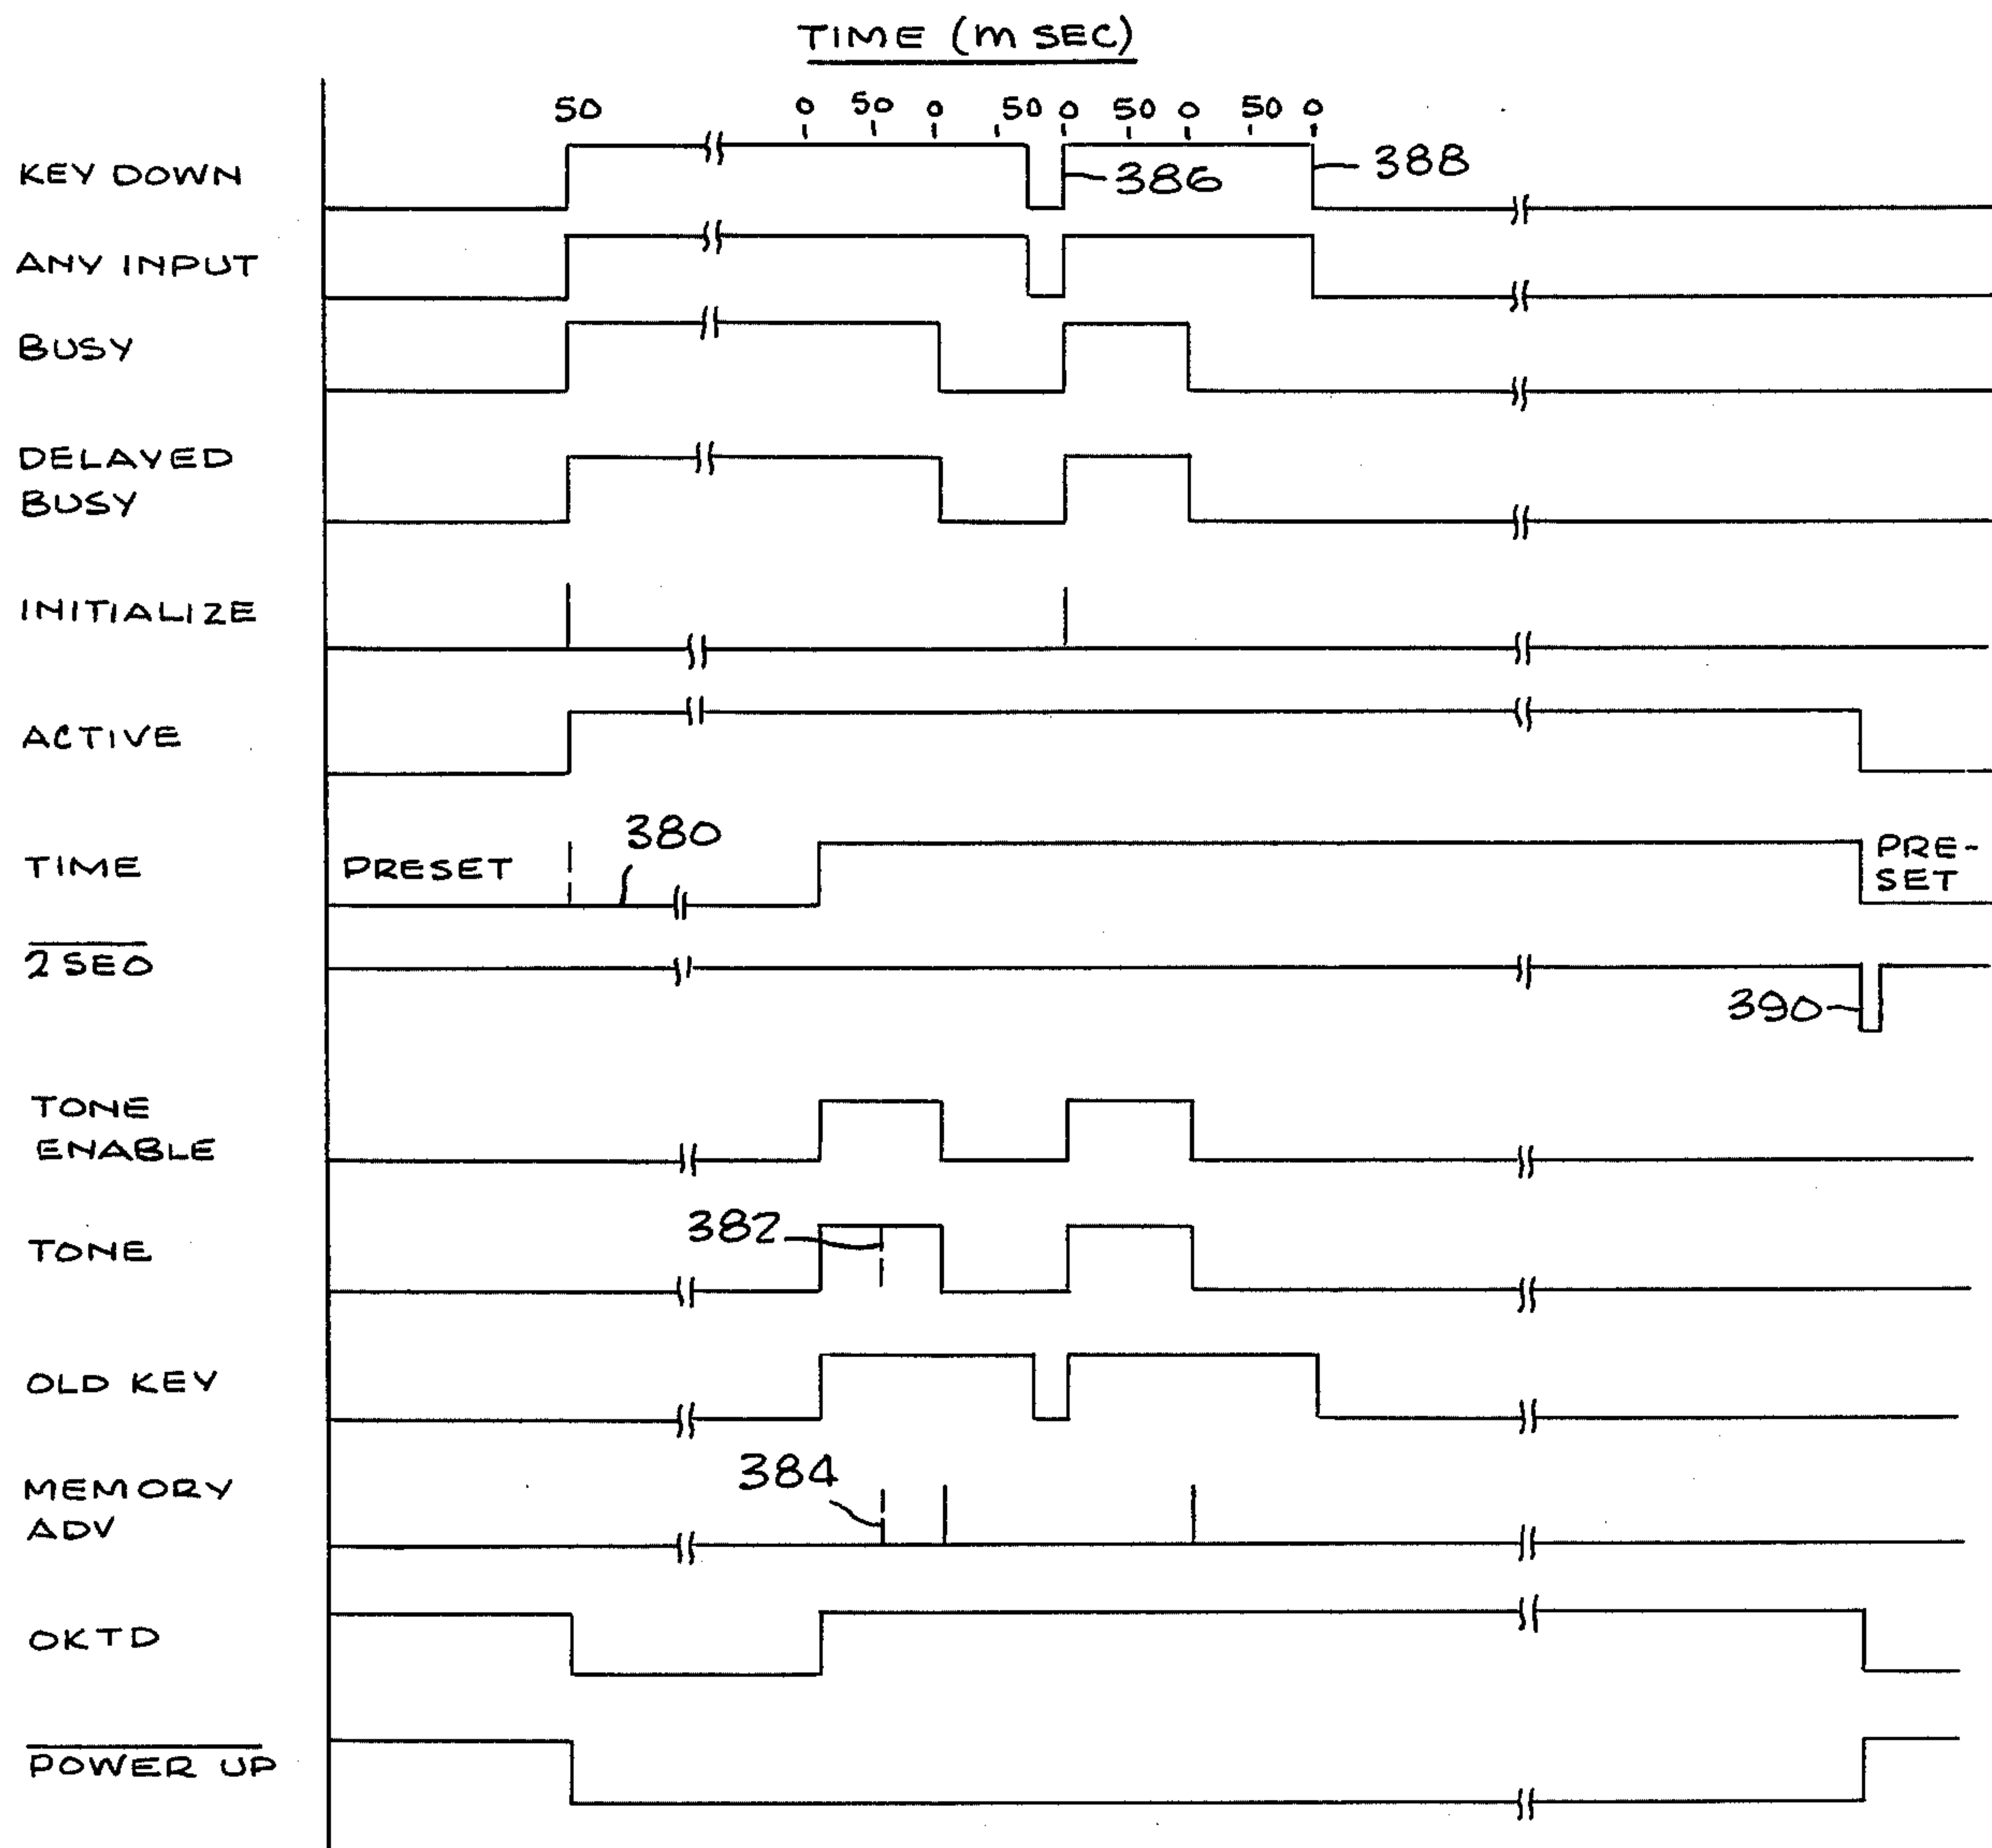 TIME (m SEC)
50 0 50 0 50 0 50 0 50 0
KEY DOWN
386
388
ANY INPUT
BUSY
DELAYED
BUSY
INITIALIZE
ACTIVE
TIME
PRESET
380
PRE-
SET
2 SEO
390
TONE
ENABLE
TONE
382
OLD KEY
MEMORY
ADV
384
OKTD
POWER UP